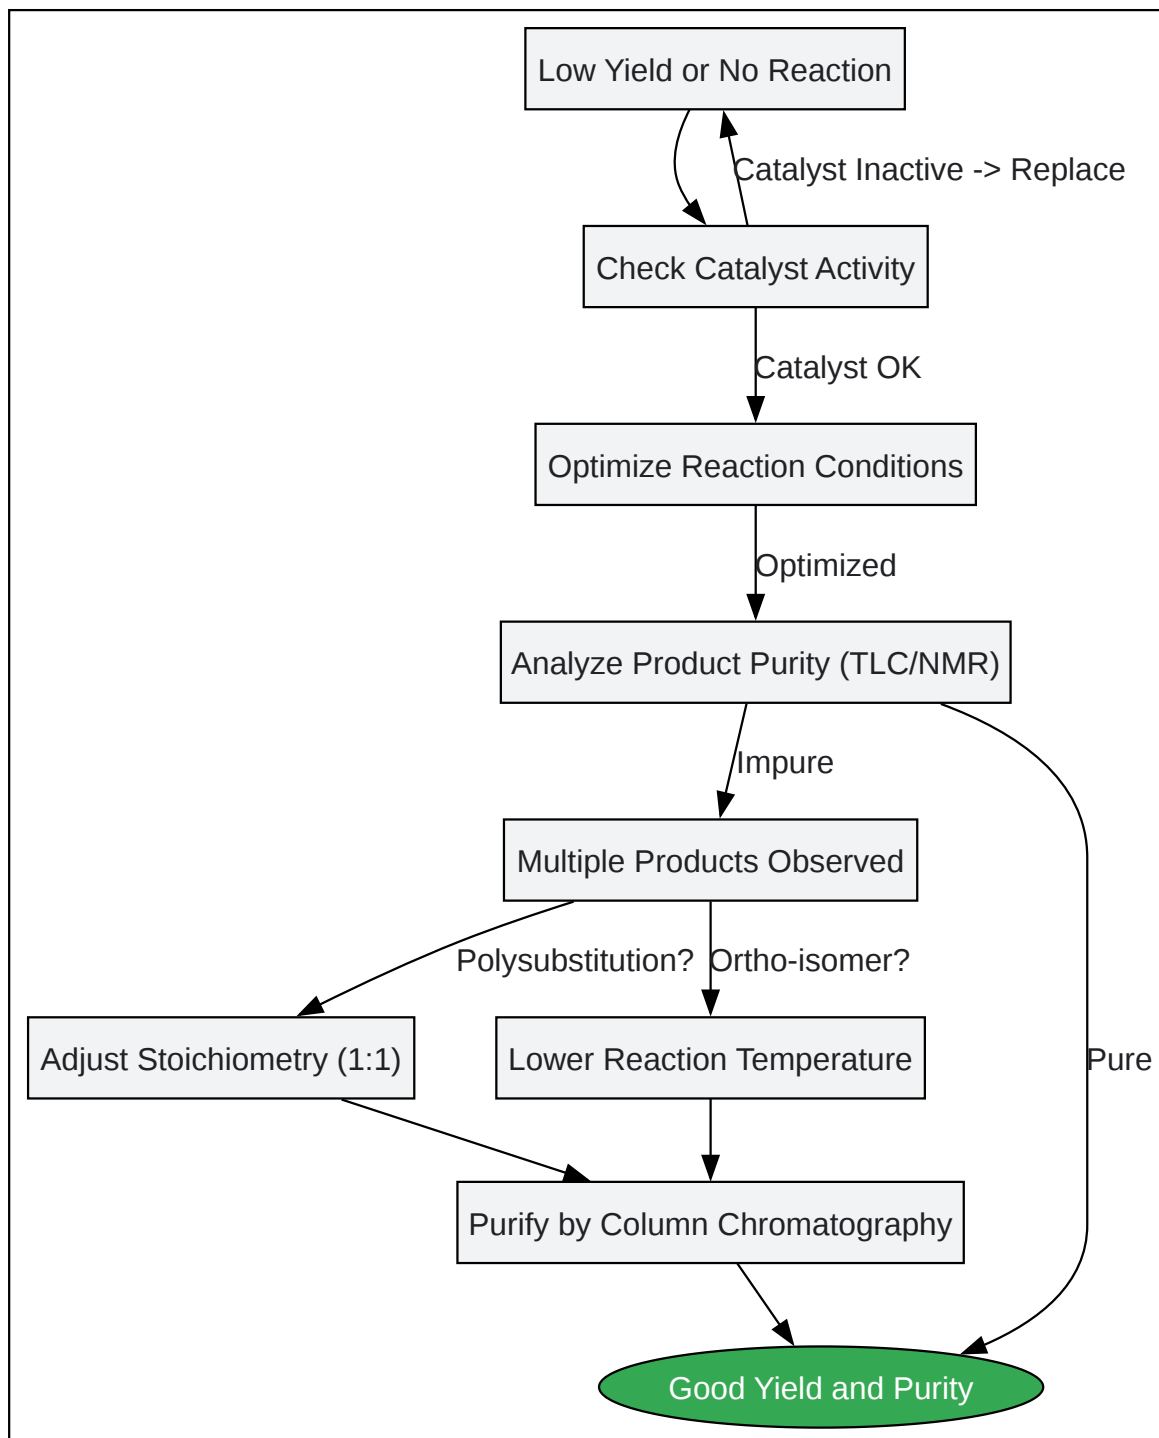 Low Yield or No Reaction
Catalyst Inactive -> Replace
Check Catalyst Activity
Catalyst OK
Optimize Reaction Conditions
Optimized
Analyze Product Purity (TLC/NMR)
Impure
Multiple Products Observed
Polysubstitution?
Ortho-isomer?
Adjust Stoichiometry (1:1)
Lower Reaction Temperature
Pure
Purify by Column Chromatography
Good Yield and Purity